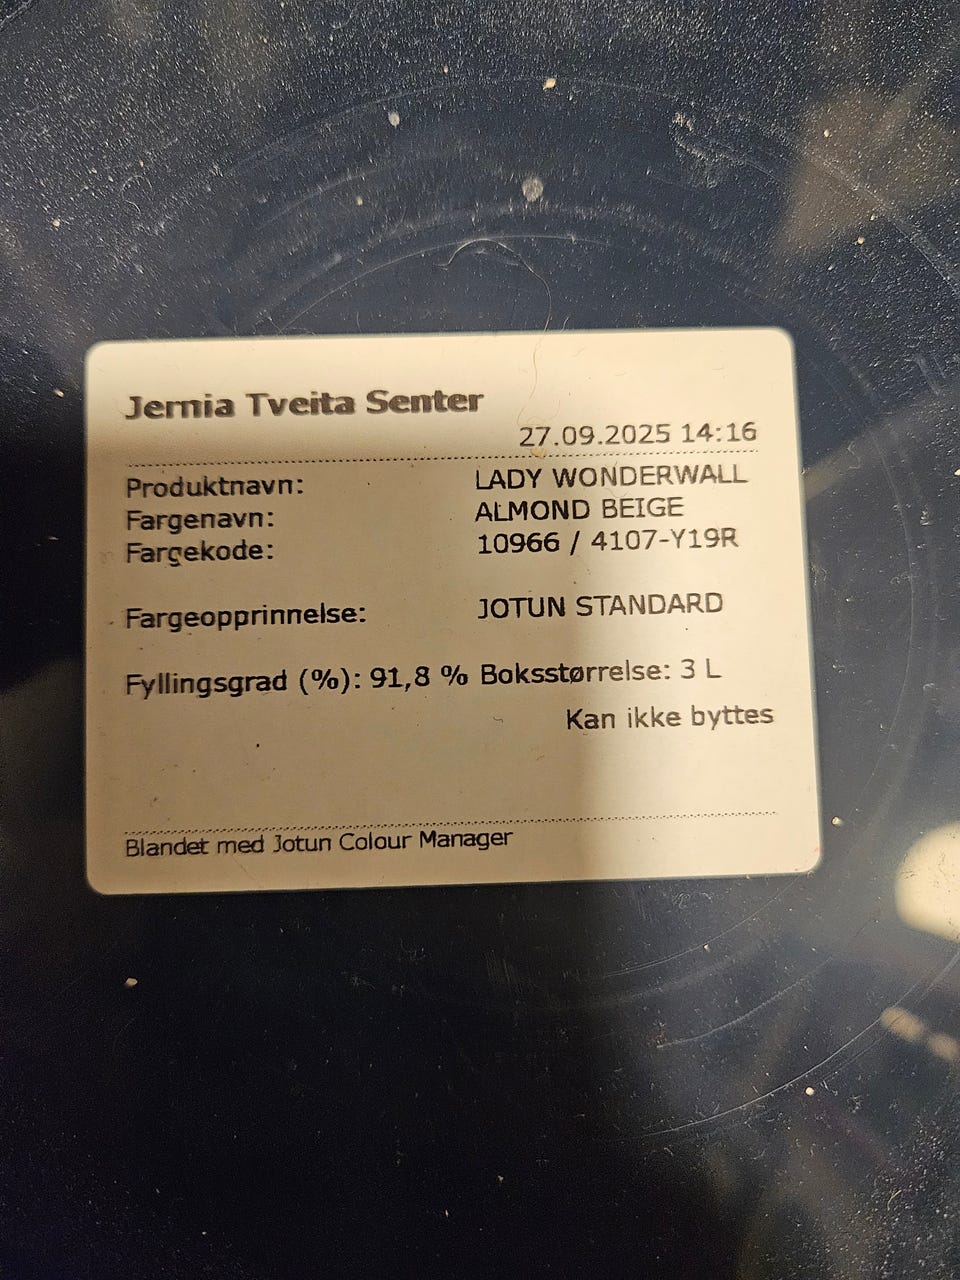 Jernia Tveita Senter
27.09.2025 14:16
Produktnavn: LADY WONDERWALL
Fargenavn: ALMOND BEIGE
Fargekode: 10966 / 4107-Y19R
Fargeopprinnelse: JOTUN STANDARD
Fyllingsgrad (%): 91,8 % Boksstørrelse: 3 L
Kan ikke byttes
Blandet med Jotun Colour Manager